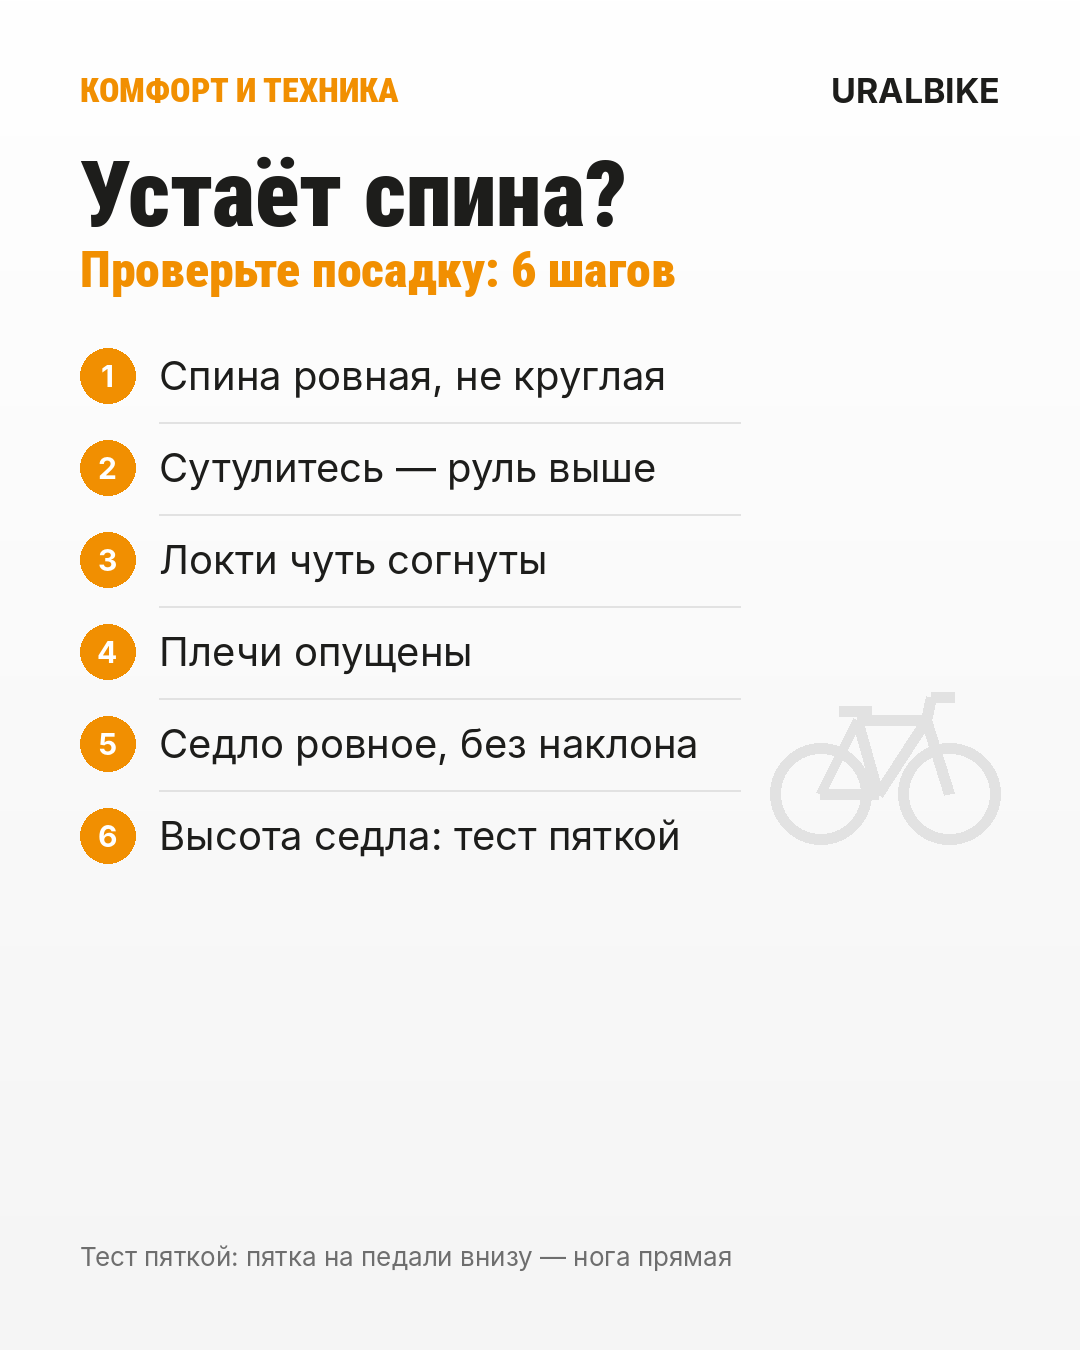 КОМФОРТ И ТЕХНИКА
URALBIKE
Устаёт спина?
Проверьте посадку: 6 шагов
1 Спина ровная, не круглая
2 Сутулитесь — руль выше
3 Локти чуть согнуты
4 Плечи опущены
5 Седло ровное, без наклона
6 Высота седла: тест пяткой
Тест пяткой: пятка на педали внизу — нога прямая